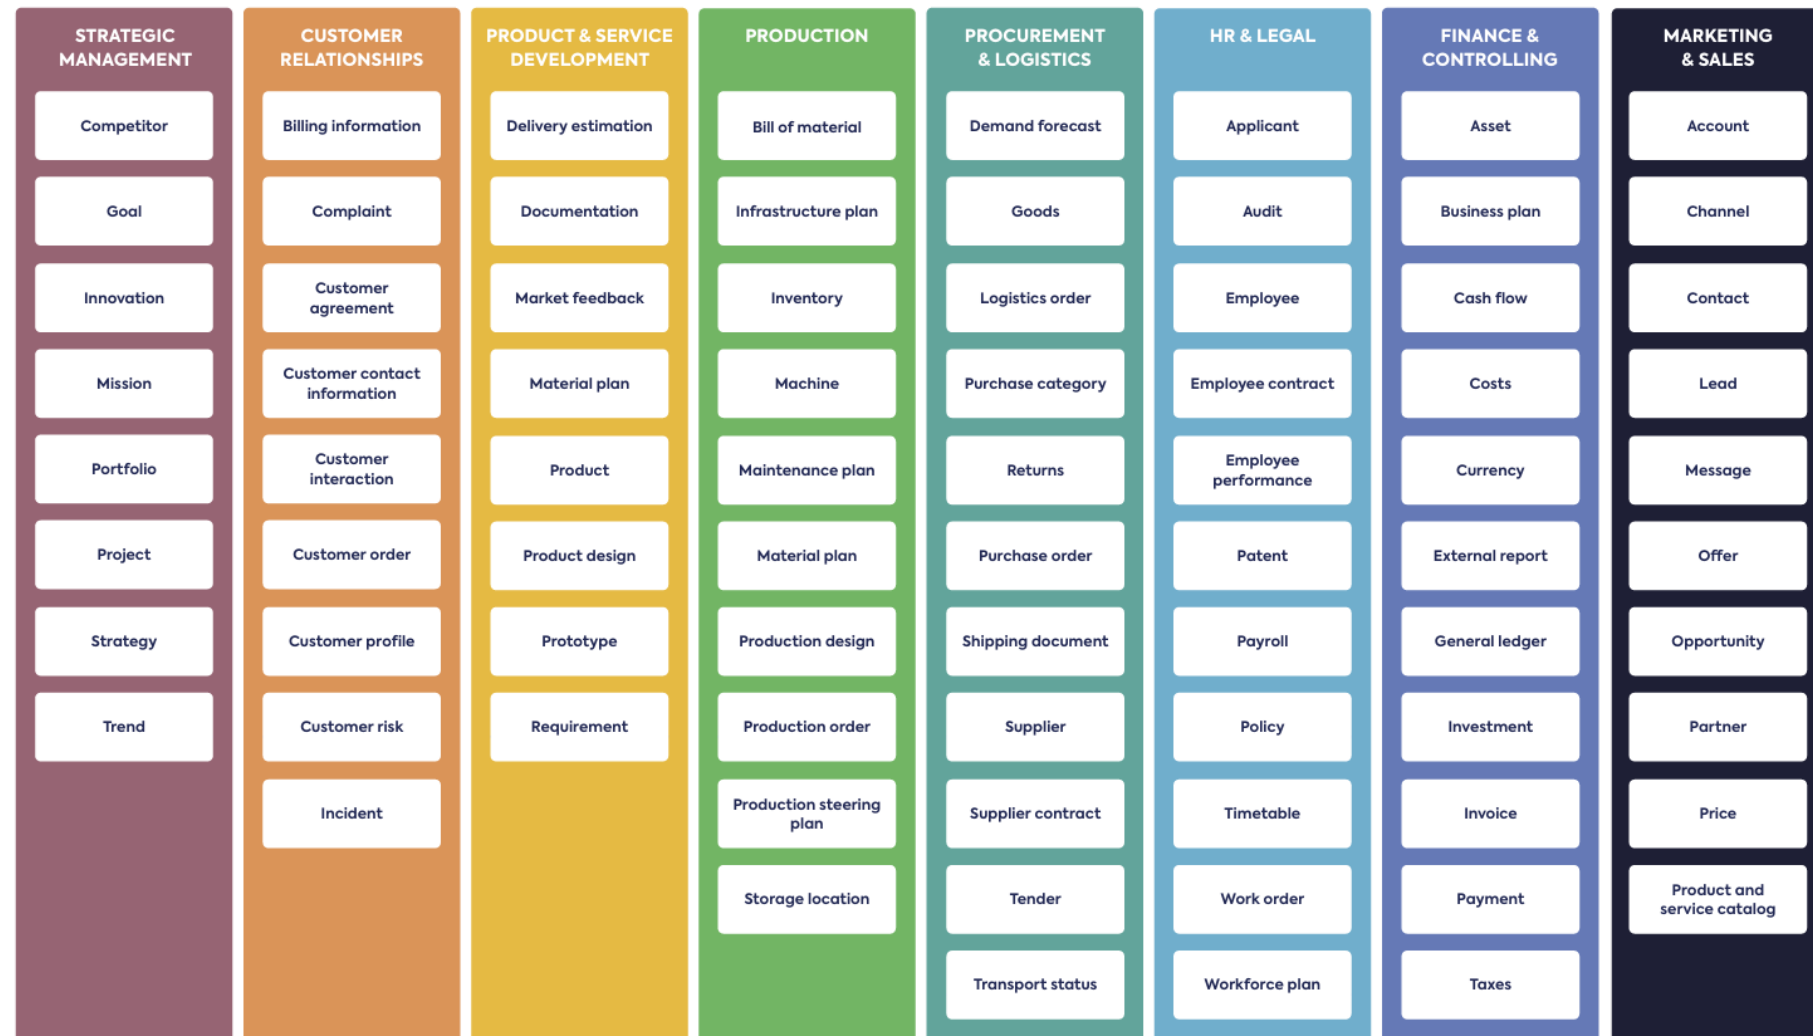 STRATEGIC
MANAGEMENT
Competitor
Goal
Innovation
Mission
Portfolio
Project
Strategy
Trend
CUSTOMER
RELATIONSHIPS
Billing information
Complaint
Customer
agreement
Customer contact
information
Customer
interaction
Customer order
Customer profile
Customer risk
Incident
PRODUCT & SERVICE
DEVELOPMENT
Delivery estimation
Documentation
Market feedback
Material plan
Product
Product design
Prototype
Requirement
PRODUCTION
Bill of material
Infrastructure plan
Inventory
Machine
Maintenance plan
Material plan
Production design
Production order
Production steering
plan
Storage location
PROCUREMENT
& LOGISTICS
Demand forecast
Goods
Logistics order
Purchase category
Returns
Purchase order
Shipping document
Supplier
Supplier contract
Tender
Transport status
HR & LEGAL
Applicant
Audit
Employee
Employee contract
Employee
performance
Patent
Payroll
Policy
Timetable
Work order
Workforce plan
FINANCE &
CONTROLLING
Asset
Business plan
Cash flow
Costs
Currency
External report
General ledger
Investment
Invoice
Payment
Taxes
MARKETING
& SALES
Account
Channel
Contact
Lead
Message
Offer
Opportunity
Partner
Price
Product and
service catalog